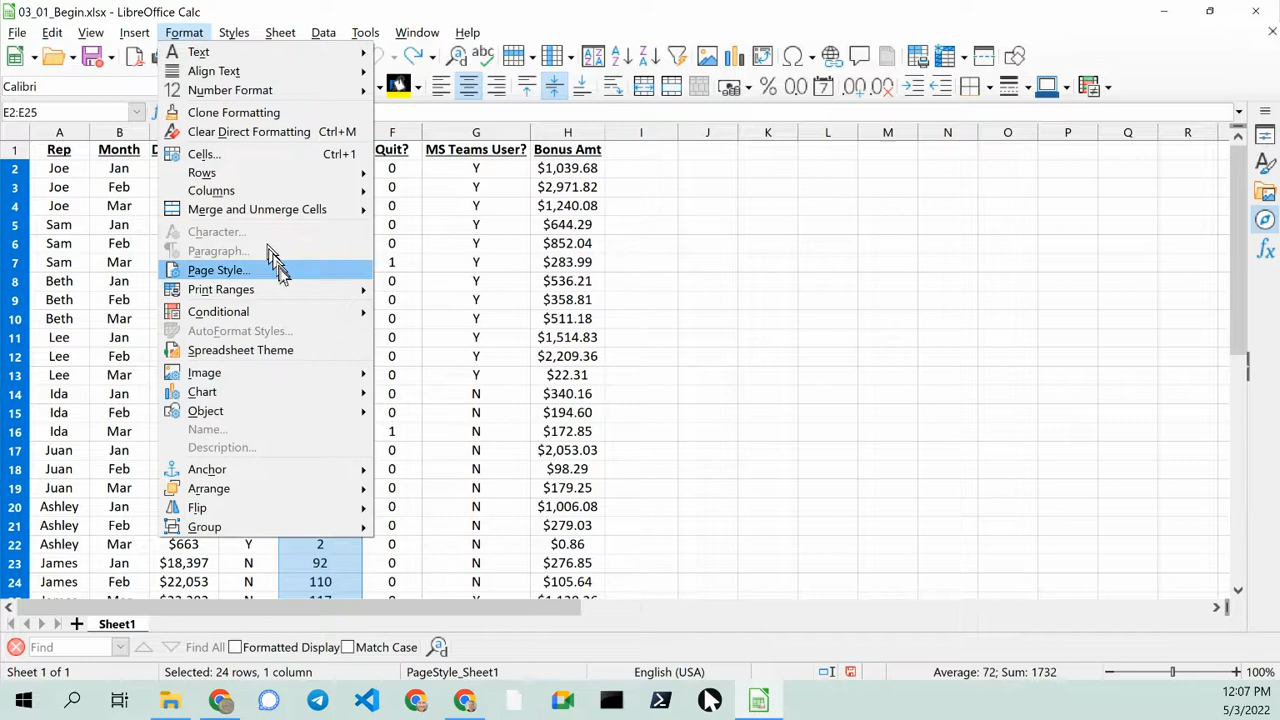 03_01_Begin.xlsx - LibreOffice Calc
File Edit View Insert Format Styles Sheet Data Tools Window Help
Calibri
E2:E25
Text
Align Text
Number Format
Clone Formatting
Clear Direct Formatting Ctrl+M
Cells... Ctrl+1
Rows
Columns
Merge and Unmerge Cells
Character...
Paragraph...
Page Style...
Print Ranges
Conditional
AutoFormat Styles...
Spreadsheet Theme
Image
Chart
Object
Name...
Description...
Anchor
Arrange
Flip
Group
A B F G H I J K L M N O P Q R
1 Rep Month D Quit? MS Teams User? Bonus Amt
2 Joe Jan 0 Y $1,039.68
3 Joe Feb 0 Y $2,971.82
4 Joe Mar 0 Y $1,240.08
5 Sam Jan 0 Y $644.29
6 Sam Feb 0 Y $852.04
7 Sam Mar 1 Y $283.99
8 Beth Jan 0 Y $536.21
9 Beth Feb 0 Y $358.81
10 Beth Mar 0 Y $511.18
11 Lee Jan 0 Y $1,514.83
12 Lee Feb 0 Y $2,209.36
13 Lee Mar 0 Y $22.31
14 Ida Jan 0 N $340.16
15 Ida Feb 0 N $194.60
16 Ida Mar 1 N $172.85
17 Juan Jan 0 N $2,053.03
18 Juan Feb 0 N $98.29
19 Juan Mar 0 N $179.25
20 Ashley Jan 0 N $1,006.08
21 Ashley Feb 0 N $279.03
22 Ashley Mar $663 Y 2 0 N $0.86
23 James Jan $18,397 N 92 0 N $276.85
24 James Feb $22,053 N 110 0 N $105.64
Sheet1
Find Find All Formatted Display Match Case
Sheet 1 of 1 Selected: 24 rows, 1 column PageStyle_Sheet1 English (USA) Average: 72; Sum: 1732 100%
12:07 PM
5/3/2022